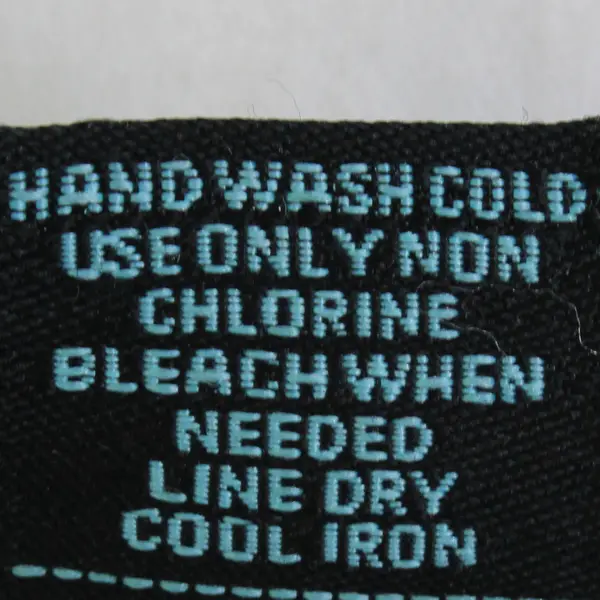 HAND WASH COLD
USE ONLY NON
CHLORINE
BLEACH WHEN
NEEDED
LINE DRY
COOL IRON